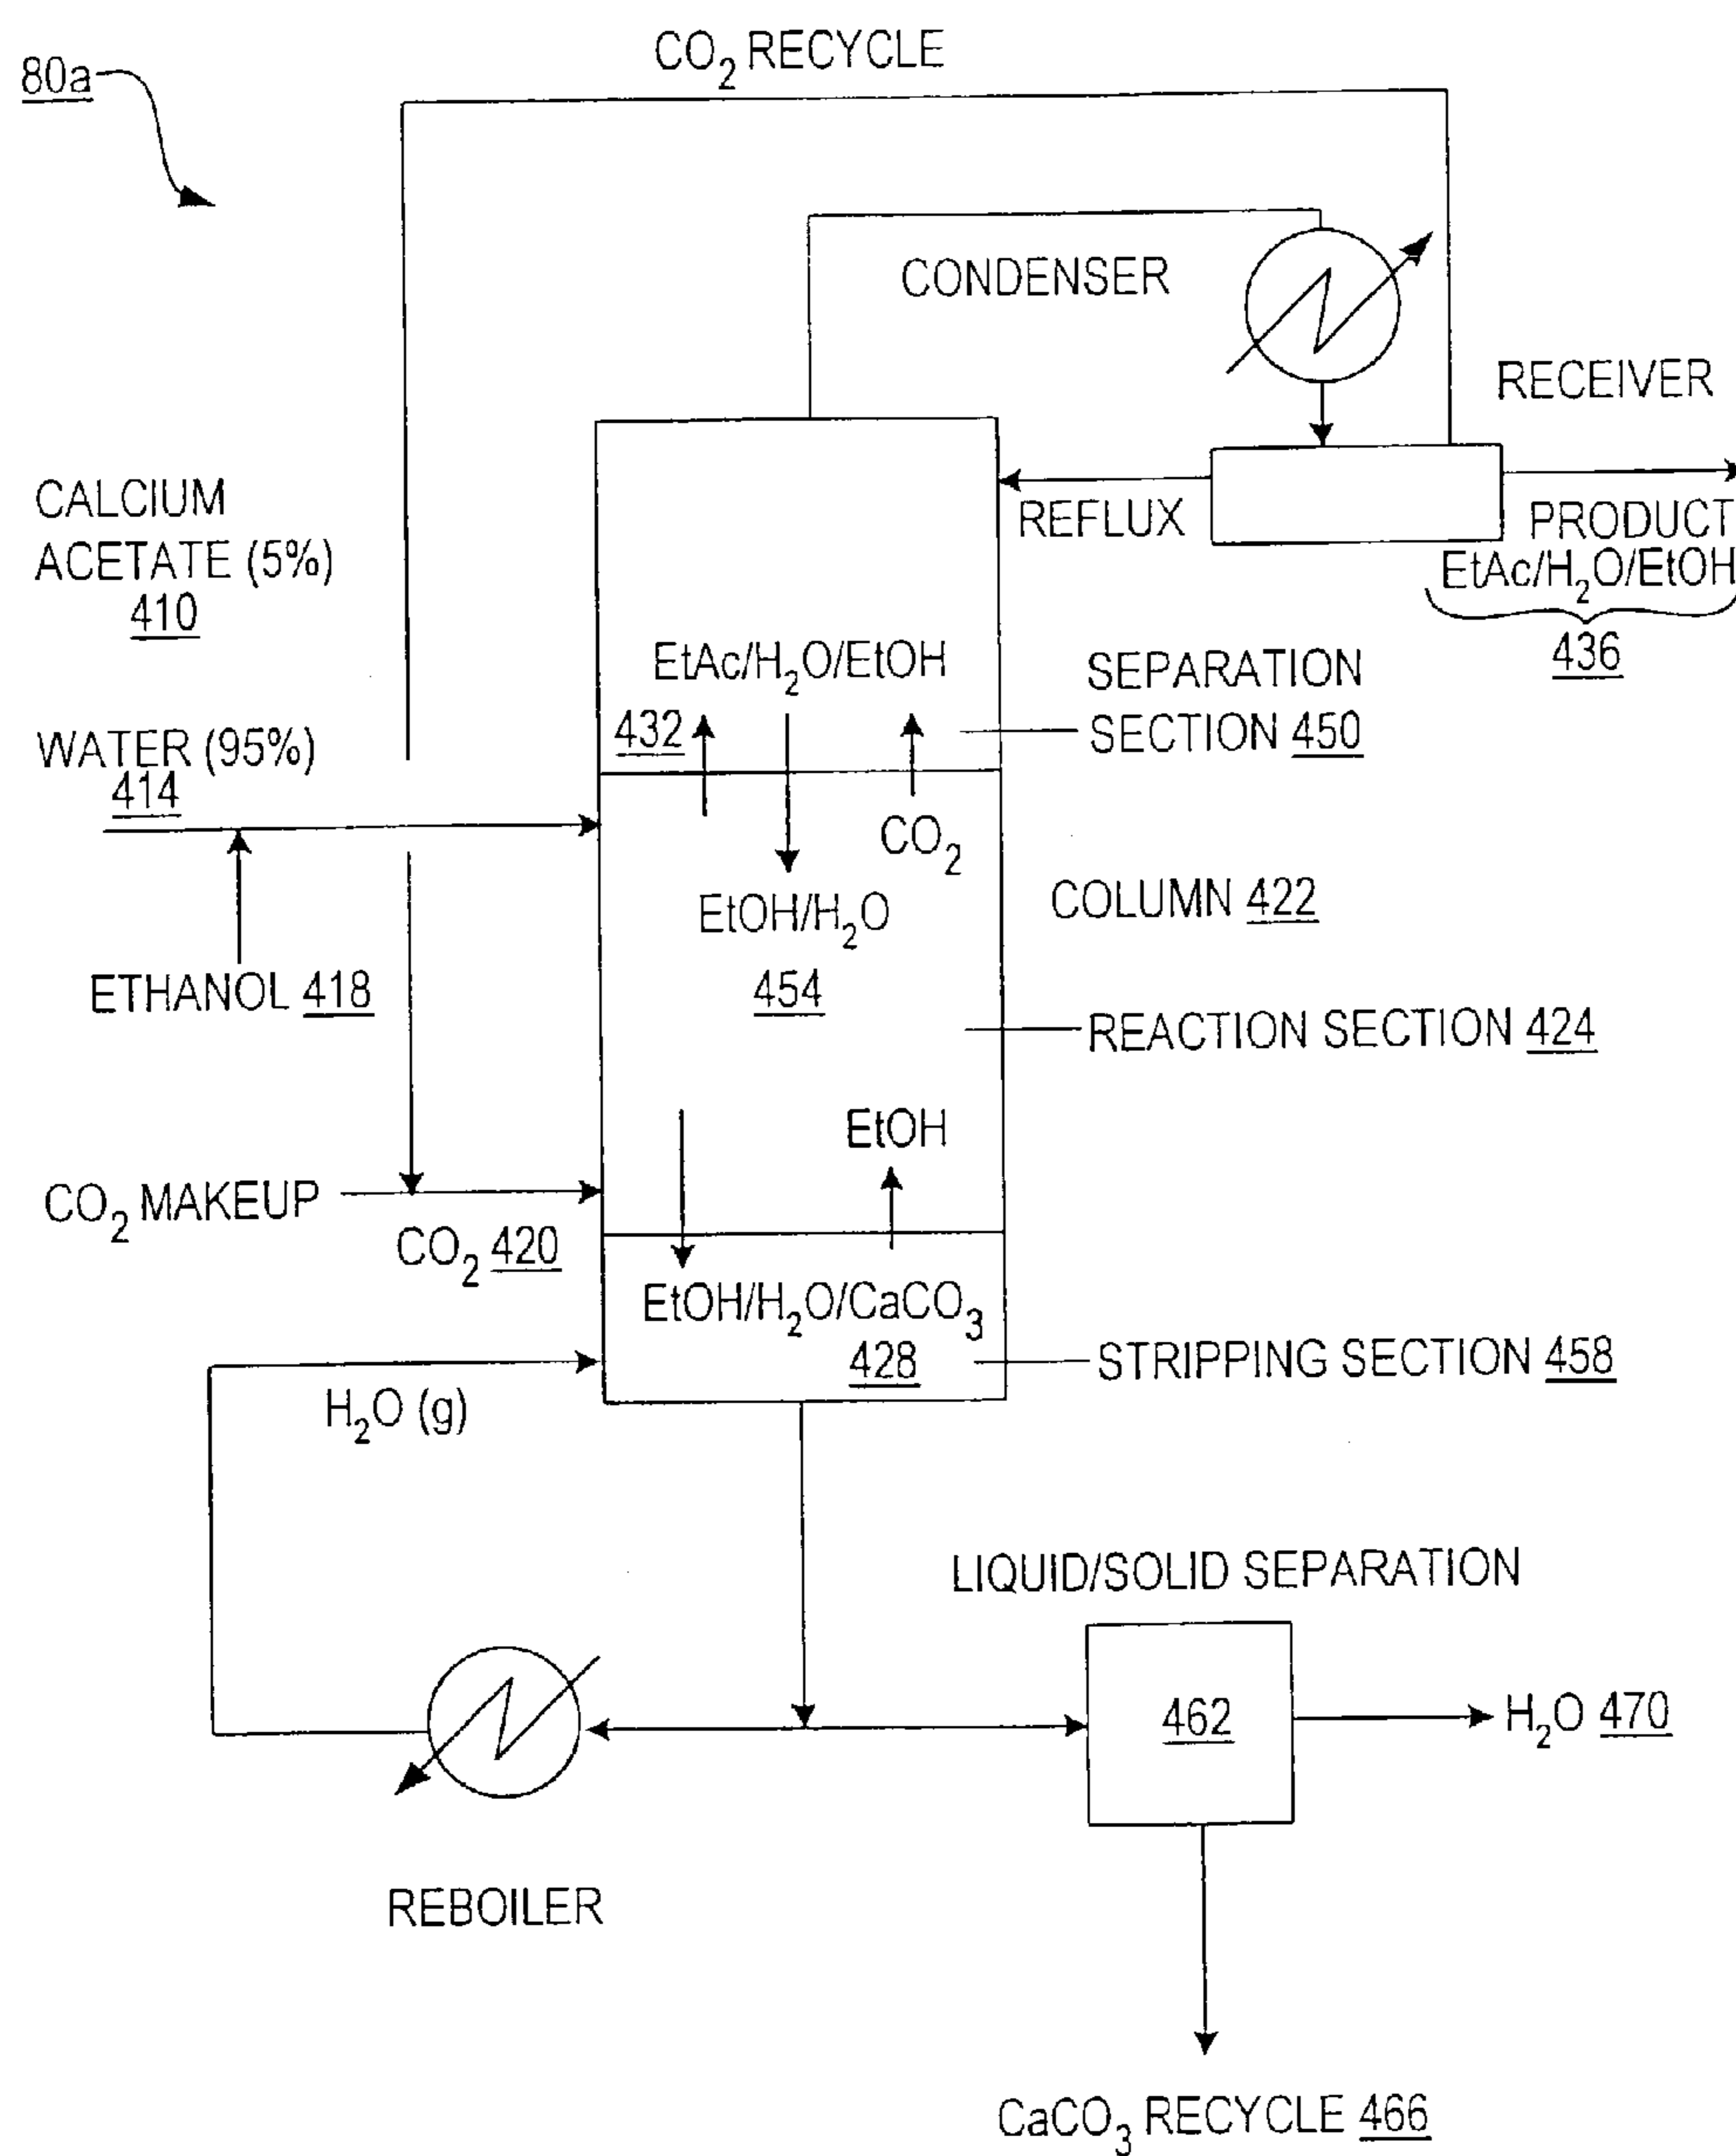 80a
CO2 RECYCLE
CONDENSER
RECEIVER
CALCIUM
ACETATE (5%)
410
REFLUX
PRODUCT
EtAc/H2O/EtOH
436
EtAc/H2O/EtOH
432
SEPARATION
SECTION 450
WATER (95%)
414
CO2
EtOH/H2O
454
COLUMN 422
ETHANOL 418
REACTION SECTION 424
EtOH
CO2 MAKEUP
CO2 420
EtOH/H2O/CaCO3
428
STRIPPING SECTION 458
H2O (g)
LIQUID/SOLID SEPARATION
462
H2O 470
REBOILER
CaCO3 RECYCLE 466